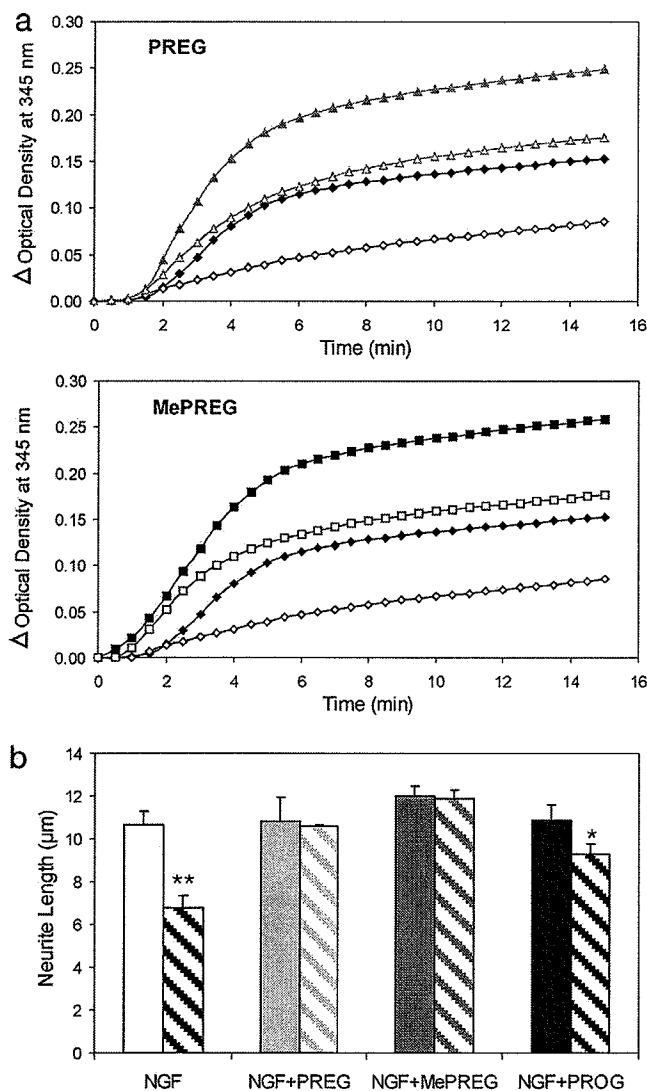 a
PREG
Δ Optical Density at 345 nm
0.30
0.25
0.20
0.15
0.10
0.05
0.00
0 2 4 6 8 10 12 14 16
Time (min)
MePREG
Δ Optical Density at 345 nm
0.30
0.25
0.20
0.15
0.10
0.05
0.00
0 2 4 6 8 10 12 14 16
Time (min)
b
Neurite Length (µm)
14
12
10
8
6
4
2
0
**
*
NGF NGF+PREG NGF+MePREG NGF+PROG